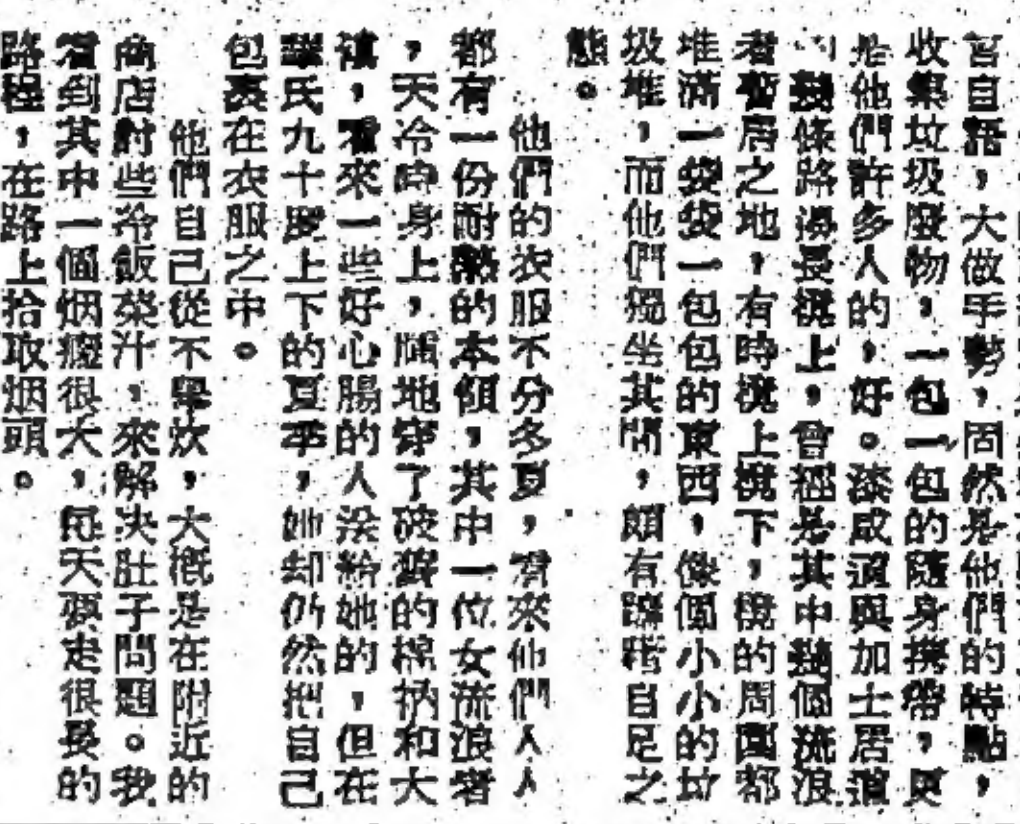 言自語，大做手勢，固然是他們的特點，
收集垃圾廢物，一包一包的隨身携帶，更
是他們許多人的，好。漆咸道與加士居道
幾條路邊長櫈上，曾經是其中幾個流浪
者暫居之地，有時櫈上櫈下，櫈的周圍都
堆滿一袋袋一包包的東西，像個小小的垃
圾堆，而他們獨坐其間，頗有躊躇自足之
態。
他們的衣服不分冬夏，看來他們人人
都有一份耐熱的本領，其中一位女流浪者
，天冷時身上，隨地穿了破舊的棉衲和大
褸，看來一些好心腸的人送給她的，但在
攝氏九十度上下的夏季，她却仍然把自己
包裹在衣服之中。
他們自己從不舉炊，大槪是在附近的
商店討些冷飯菜汁，來解決肚子問題。我
看到其中一個烟癮很大，每天要走很長的
路程，在路上拾取烟頭。